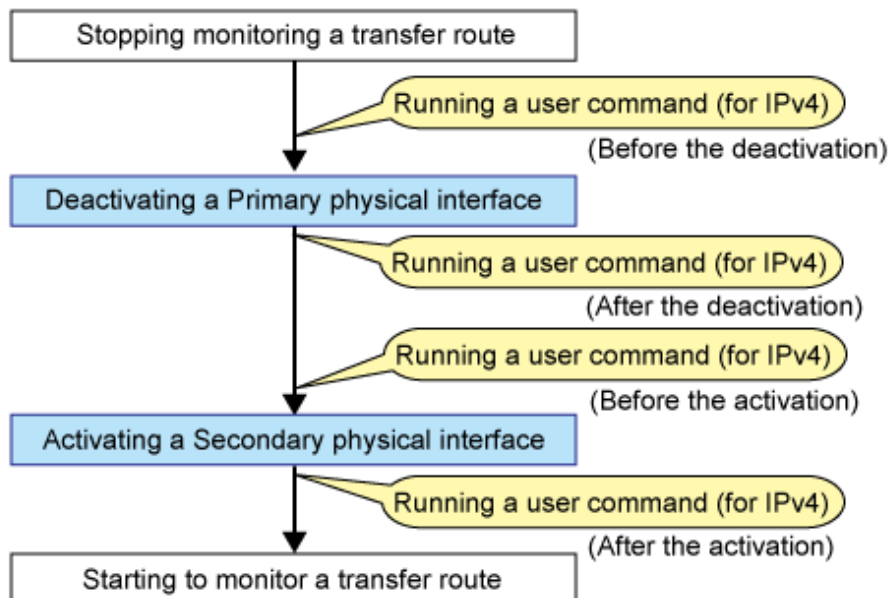 Stopping monitoring a transfer route
Running a user command (for IPv4)
(Before the deactivation)
Deactivating a Primary physical interface
Running a user command (for IPv4)
(After the deactivation)
Running a user command (for IPv4)
(Before the activation)
Activating a Secondary physical interface
Running a user command (for IPv4)
(After the activation)
Starting to monitor a transfer route